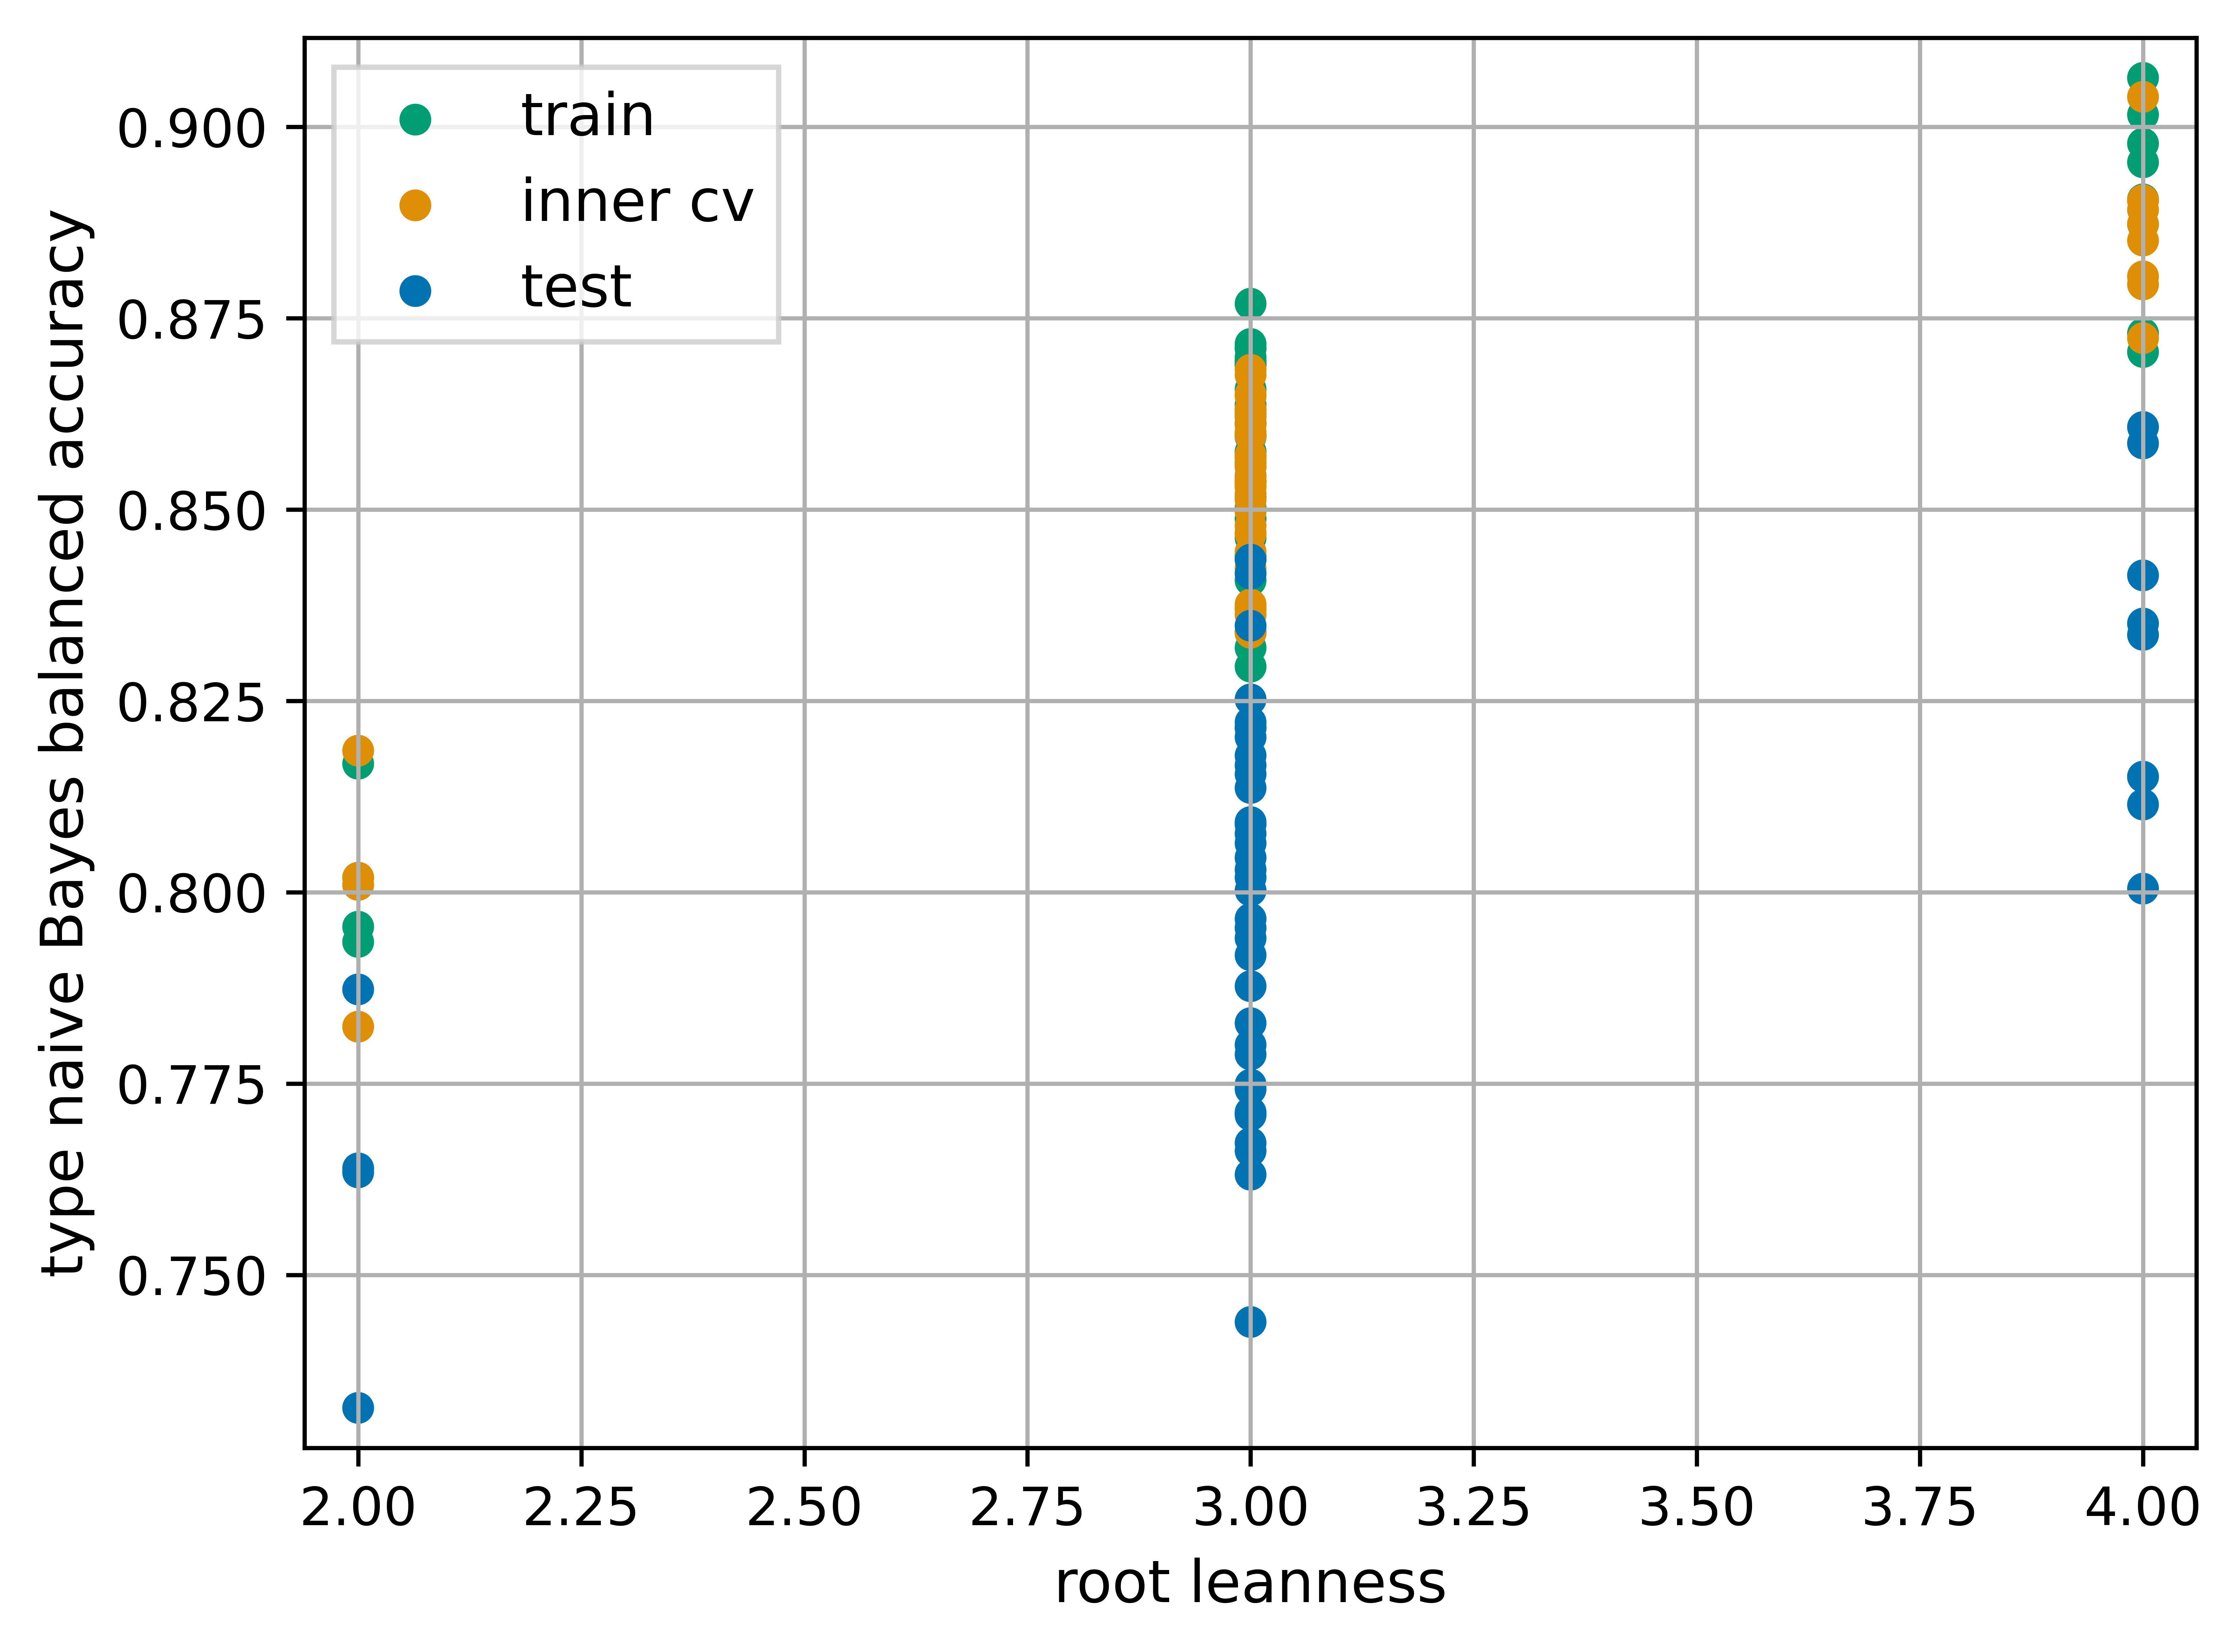 train
inner cv
test
type naive Bayes balanced accuracy
0.900
0.875
0.850
0.825
0.800
0.775
0.750
2.00 2.25 2.50 2.75 3.00 3.25 3.50 3.75 4.00
root leanness